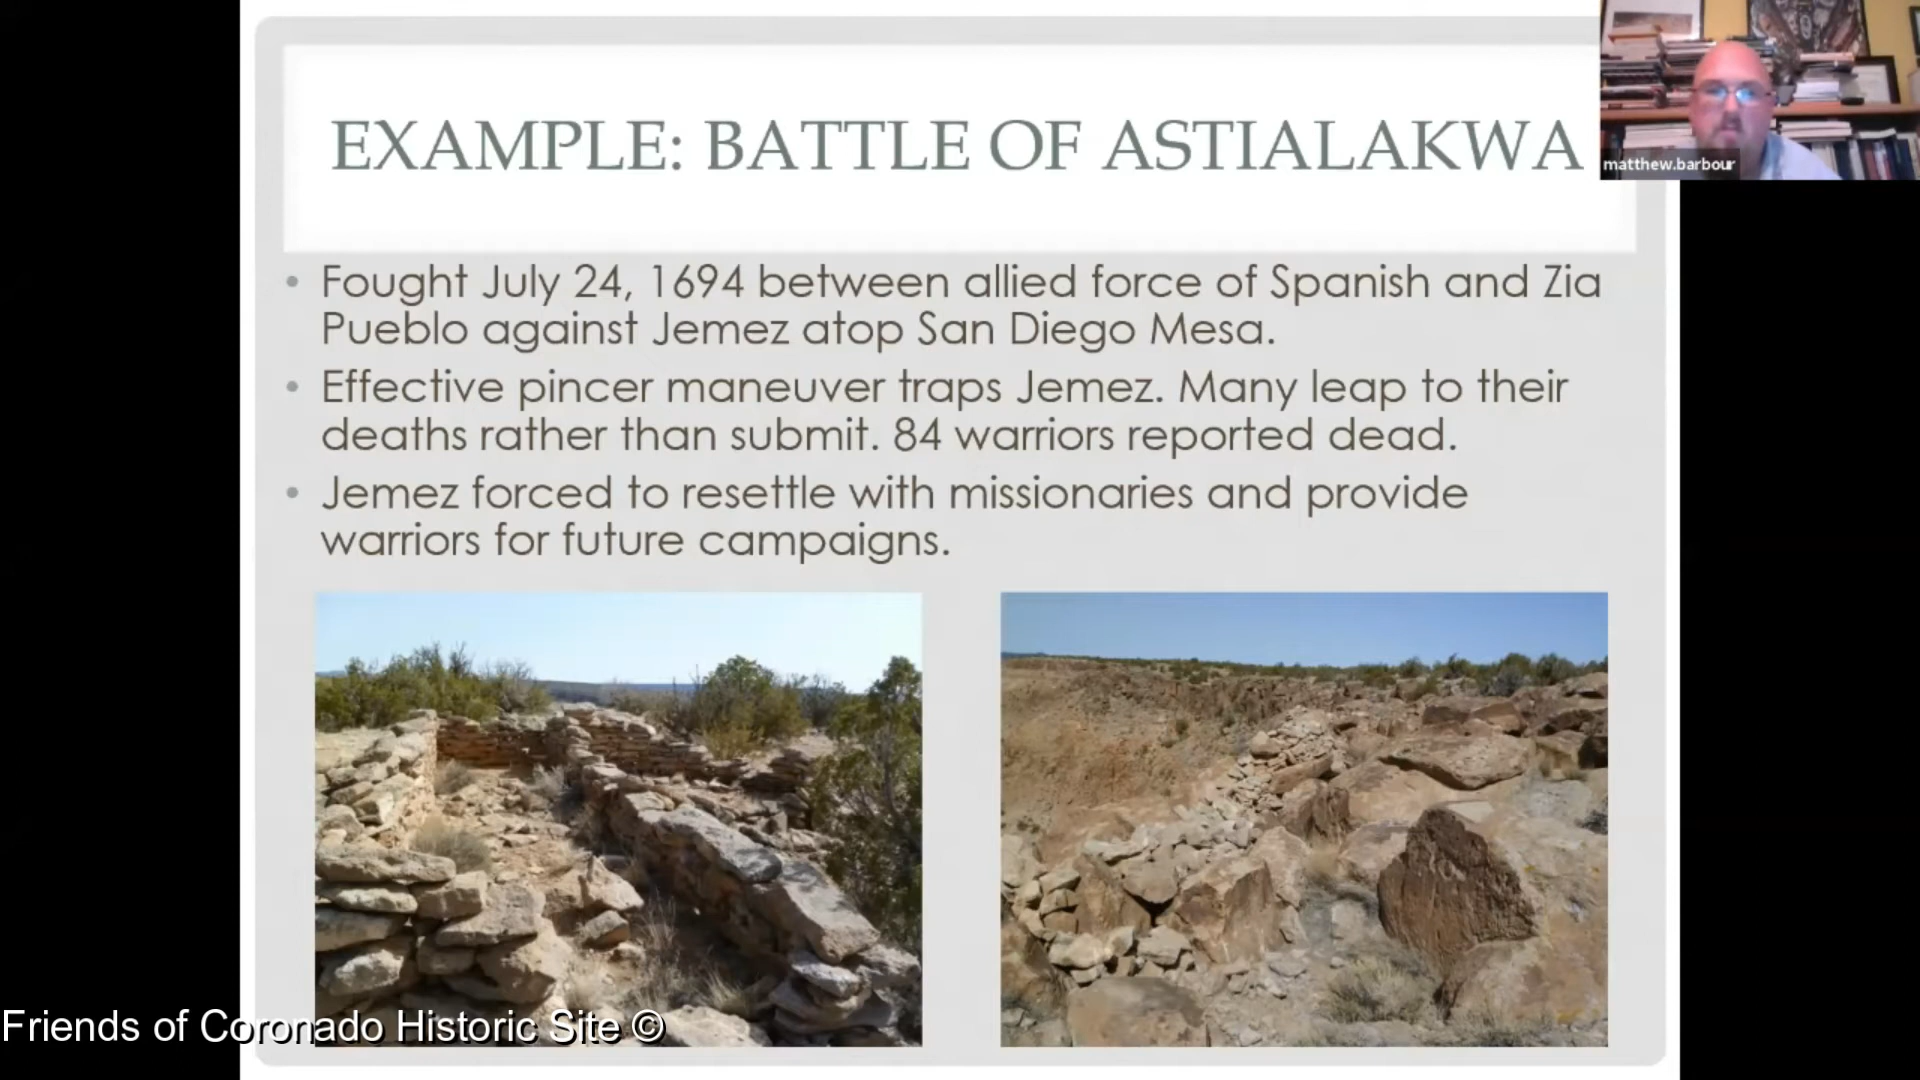 EXAMPLE: BATTLE OF ASTIALAKWA
matthew.barbour
• Fought July 24, 1694 between allied force of Spanish and Zia
Pueblo against Jemez atop San Diego Mesa.
• Effective pincer maneuver traps Jemez. Many leap to their
deaths rather than submit. 84 warriors reported dead.
• Jemez forced to resettle with missionaries and provide
warriors for future campaigns.
Friends of Coronado Historic Site ©